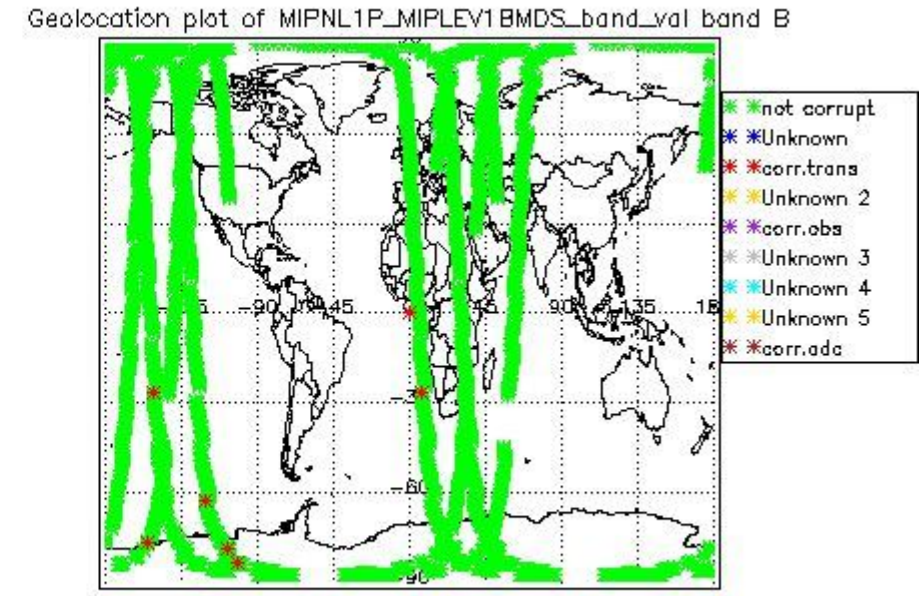 Geolocation plot of MIPNL1P_MIPLEV1BMDS_band_val band B
not corrupt
Unknown
corr.trans
Unknown 2
corr.obs
Unknown 3
Unknown 4
Unknown 5
corr.adc
-90
45
45
90
135
18
-60
-90